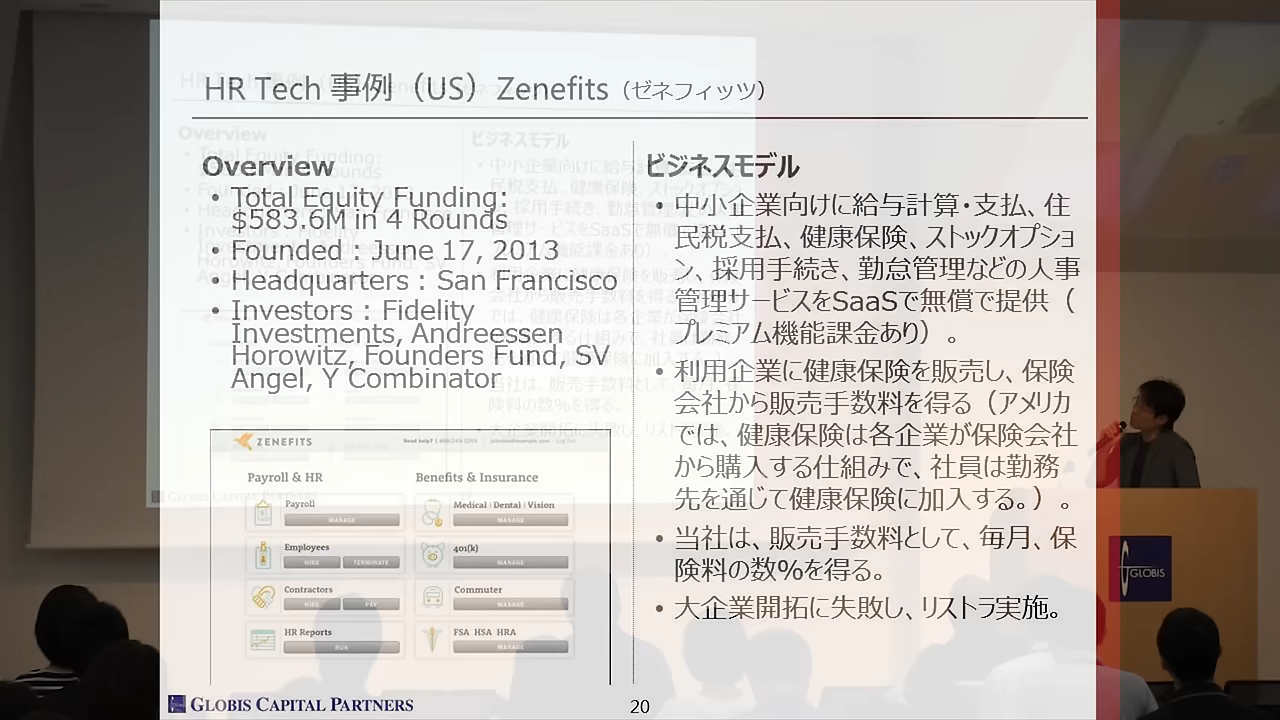 HR Tech 事例（US）Zenefits（ゼネフィッツ）
Overview
• Total Equity Funding:
$583.6M in 4 Rounds
• Founded : June 17, 2013
• Headquarters : San Francisco
• Investors : Fidelity
Investments, Andreessen
Horowitz, Founders Fund, SV
Angel, Y Combinator
ZENEFITS
Need help?
Log Out
Payroll & HR
Payroll
MANAGE
Employees
HIRE TERMINATE
Contractors
HIRE PAY
HR Reports
RUN
Benefits & Insurance
Medical | Dental | Vision
MANAGE
401(k)
MANAGE
Commuter
MANAGE
FSA HSA HRA
MANAGE
ビジネスモデル
• 中小企業向けに給与計算・支払、住
民税支払、健康保険、ストックオプショ
ン、採用手続き、勤怠管理などの人事
管理サービスをSaaSで無償で提供（
プレミアム機能課金あり）。
• 利用企業に健康保険を販売し、保険
会社から販売手数料を得る（アメリカ
では、健康保険は各企業が保険会社
から購入する仕組みで、社員は勤務
先を通じて健康保険に加入する。）。
• 当社は、販売手数料として、毎月、保
険料の数%を得る。
• 大企業開拓に失敗し、リストラ実施。
GLOBIS CAPITAL PARTNERS
20
GLOBIS